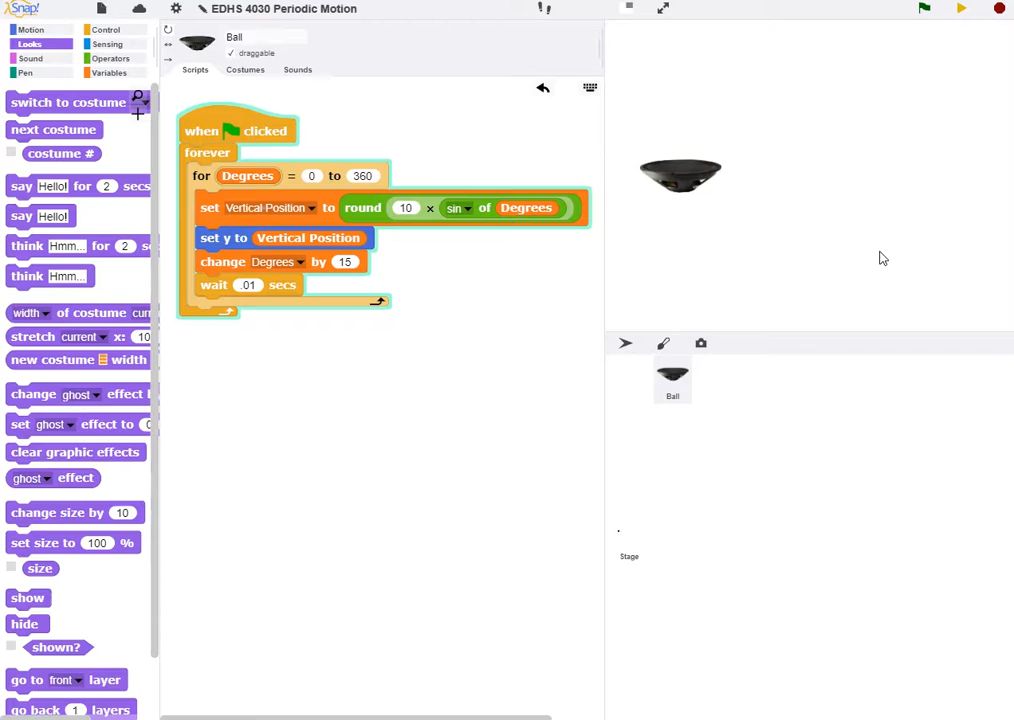 Snap!
EDHS 4030 Periodic Motion
Motion
Control
Looks
Sensing
Sound
Operators
Pen
Variables
Ball
draggable
Scripts
Costumes
Sounds
switch to costume
next costume
costume #
say Hello! for 2 secs
say Hello!
think Hmm... for 2 se
think Hmm...
width of costume curr
stretch current x: 10
new costume width
change ghost effect b
set ghost effect to 0
clear graphic effects
ghost effect
change size by 10
set size to 100 %
size
show
hide
shown?
go to front layer
go back 1 layers
when clicked
forever
for Degrees = 0 to 360
set Vertical Position to round 10 × sin of Degrees
set y to Vertical Position
change Degrees by 15
wait .01 secs
Ball
Stage